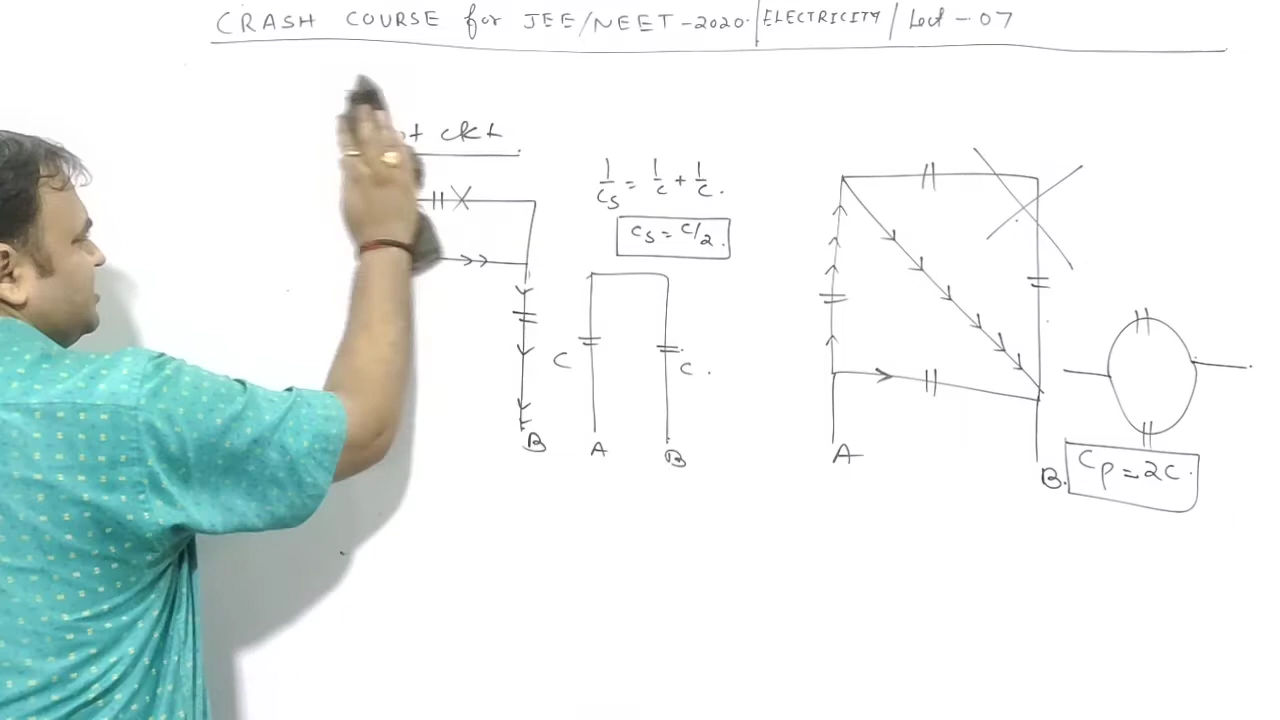 CRASH COURSE for JEE/NEET-2020. | ELECTRICITY / Lect - 07
ckt
1/Cs = 1/C + 1/C.
Cs = C/2.
C
C.
B
A
B
A
B.
Cp = 2C.